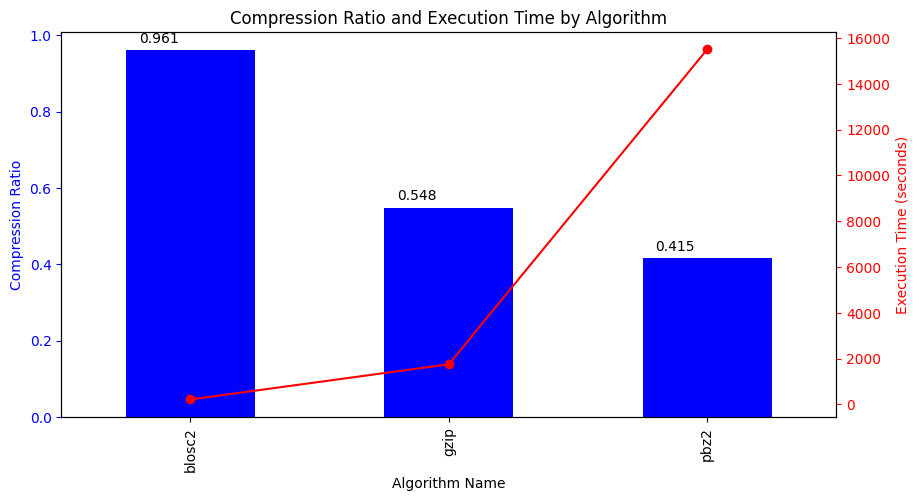 Compression Ratio and Execution Time by Algorithm
1.0
0.8
0.6
0.4
0.2
0.0
Compression Ratio
0.961
0.548
0.415
16000
14000
12000
10000
8000
6000
4000
2000
0
Execution Time (seconds)
blosc2
gzip
pbz2
Algorithm Name